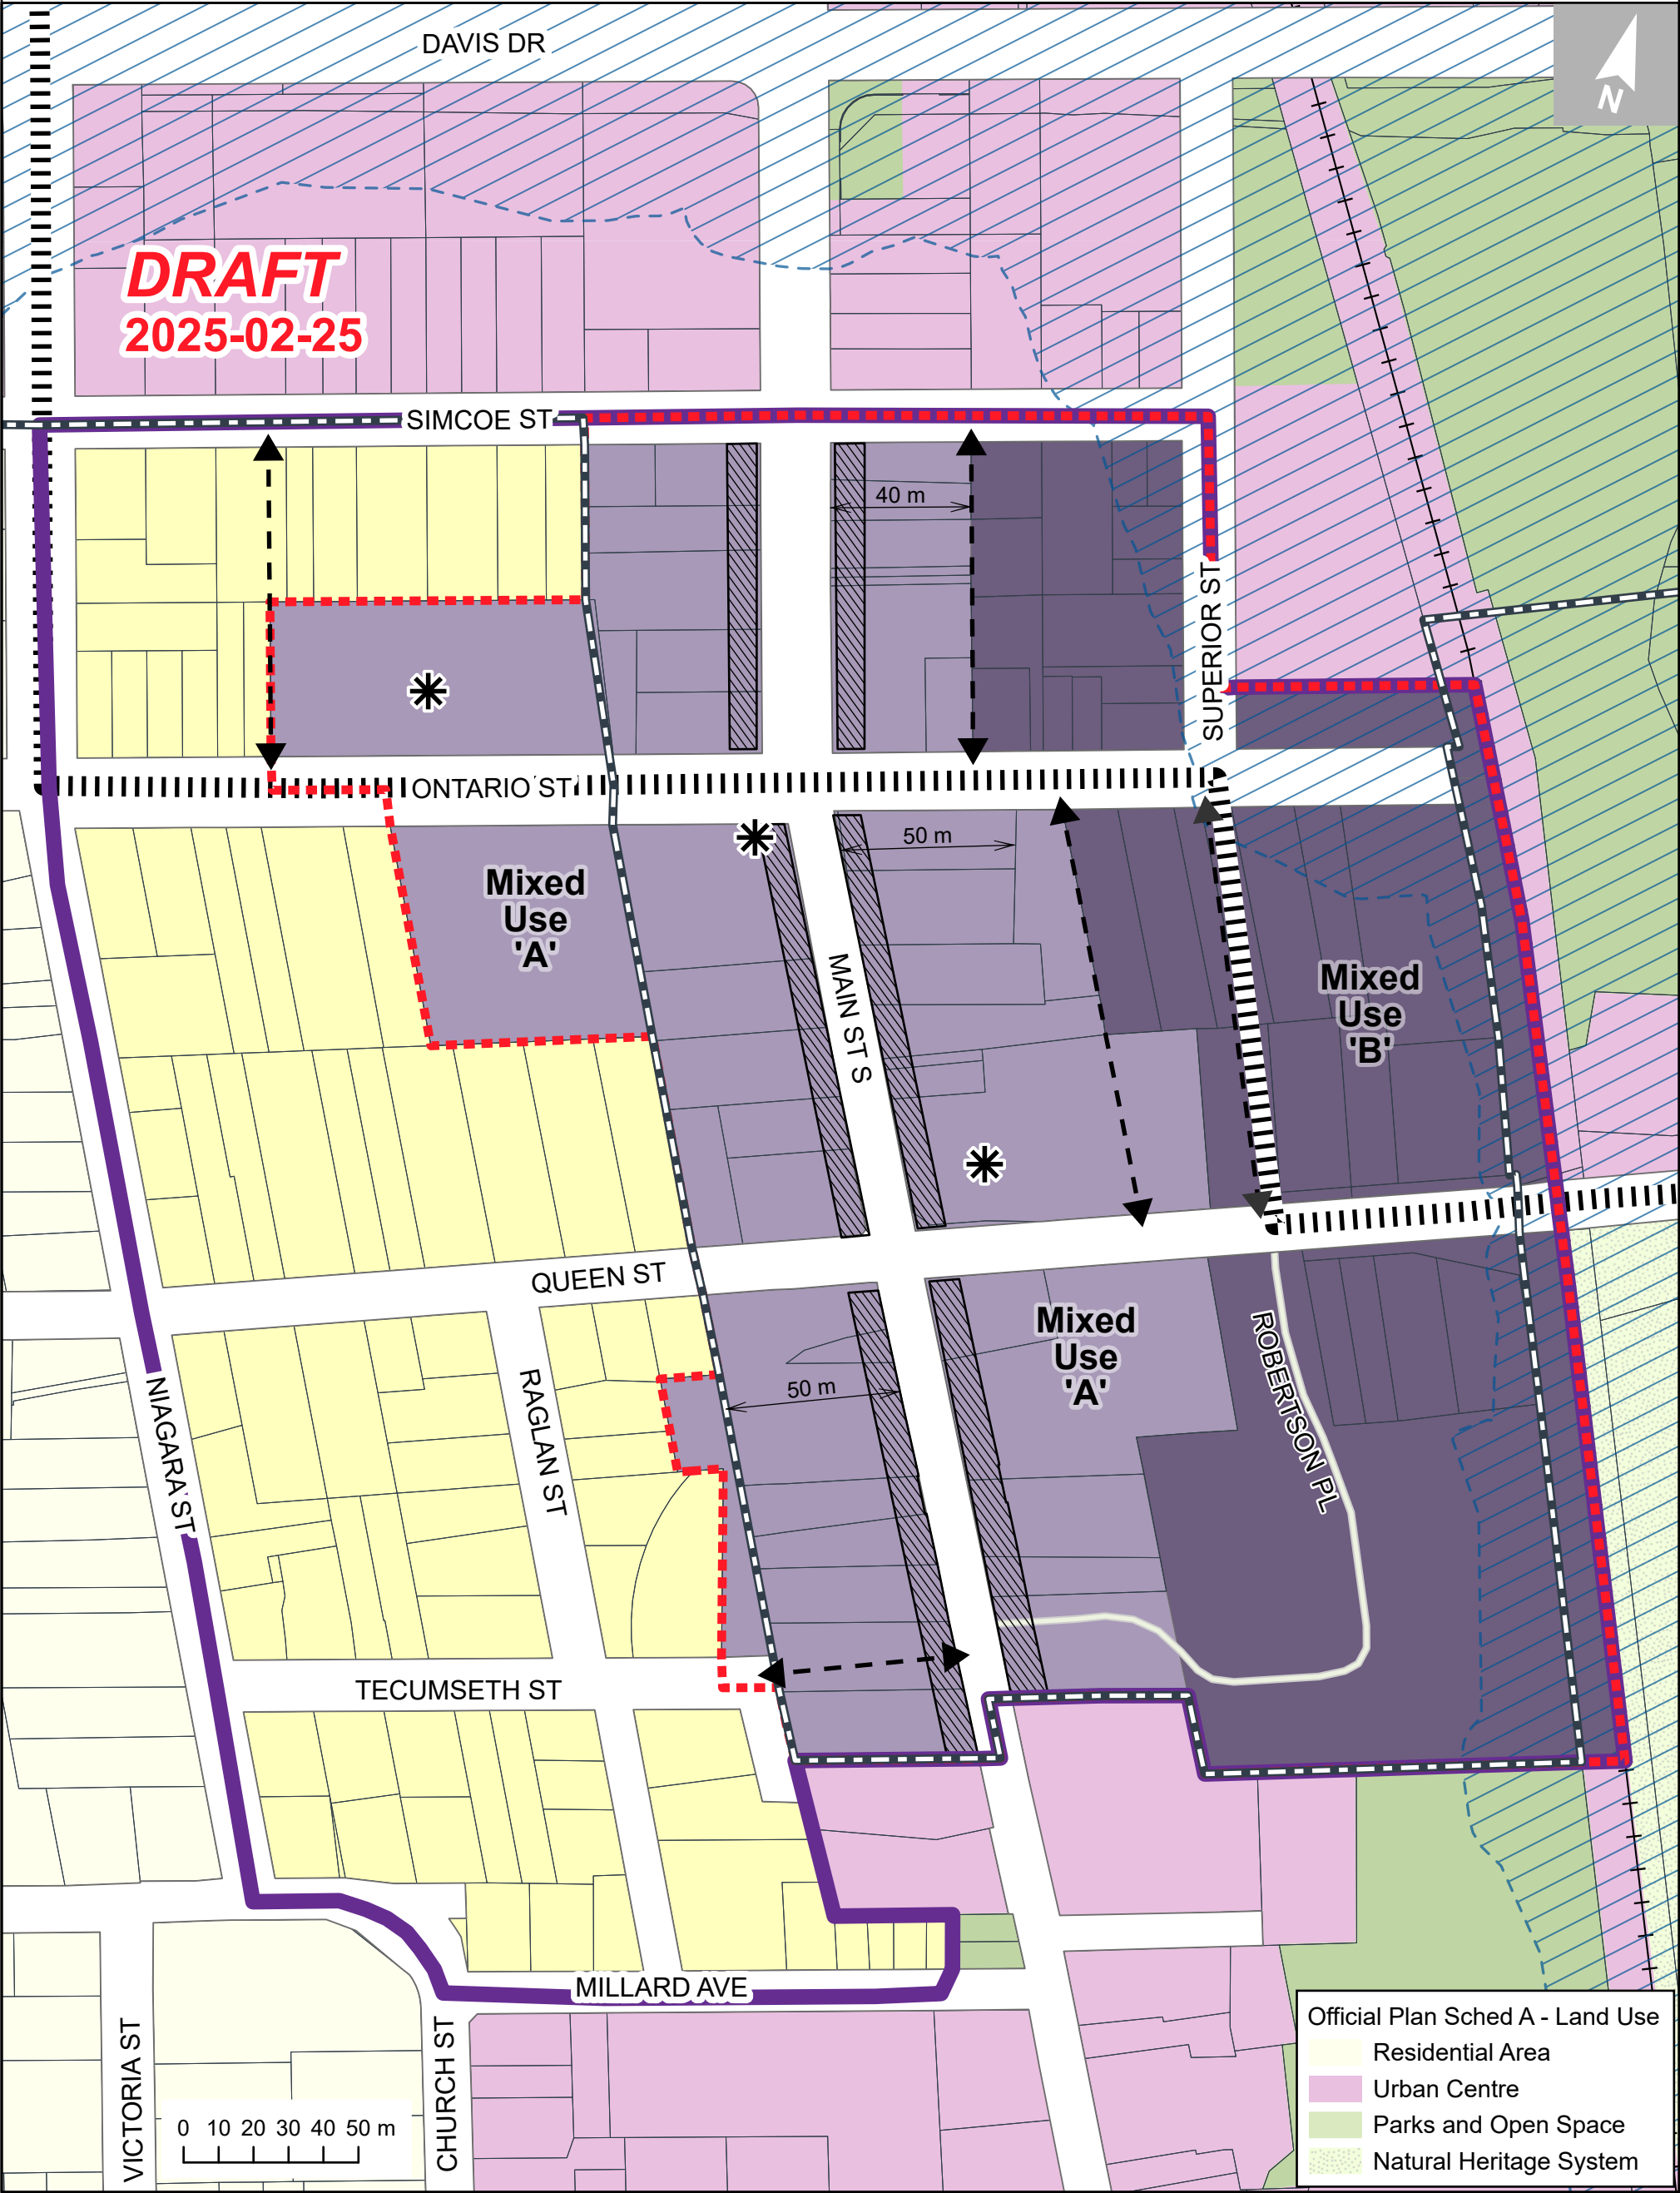 DAVIS DR
N
DRAFT
2025-02-25
SIMCOE ST
40 m
SUPERIOR ST
ONTARIO ST
50 m
Mixed
Use
'A'
MAIN ST S
Mixed
Use
'B'
QUEEN ST
Mixed
Use
'A'
50 m
ROBERTSON PL
RAGLAN ST
NIAGARA ST
TECUMSETH ST
MILLARD AVE
VICTORIA ST
CHURCH ST
0 10 20 30 40 50 m
Official Plan Sched A - Land Use
Residential Area
Urban Centre
Parks and Open Space
Natural Heritage System